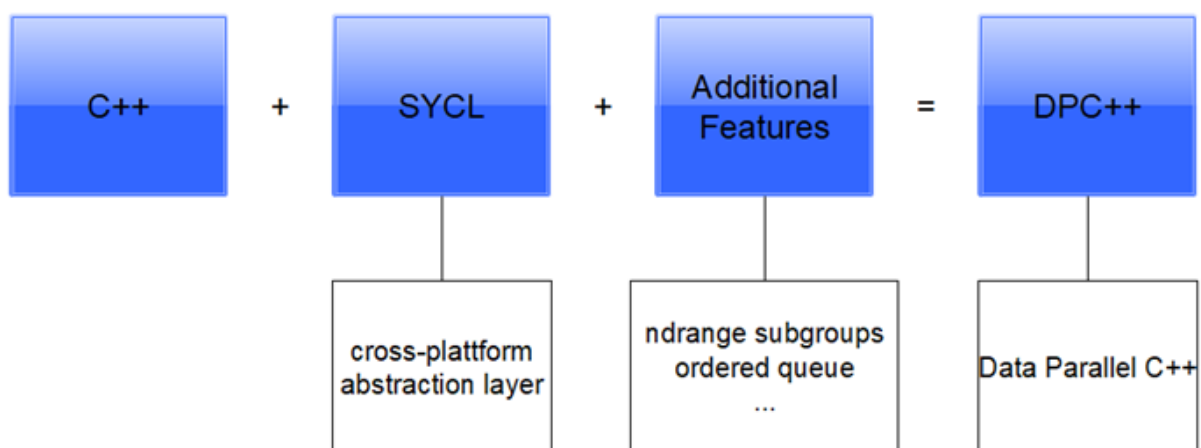 C++ + SYCL + Additional Features = DPC++
cross-plattform
abstraction layer
ndrange subgroups
ordered queue
...
Data Parallel C++